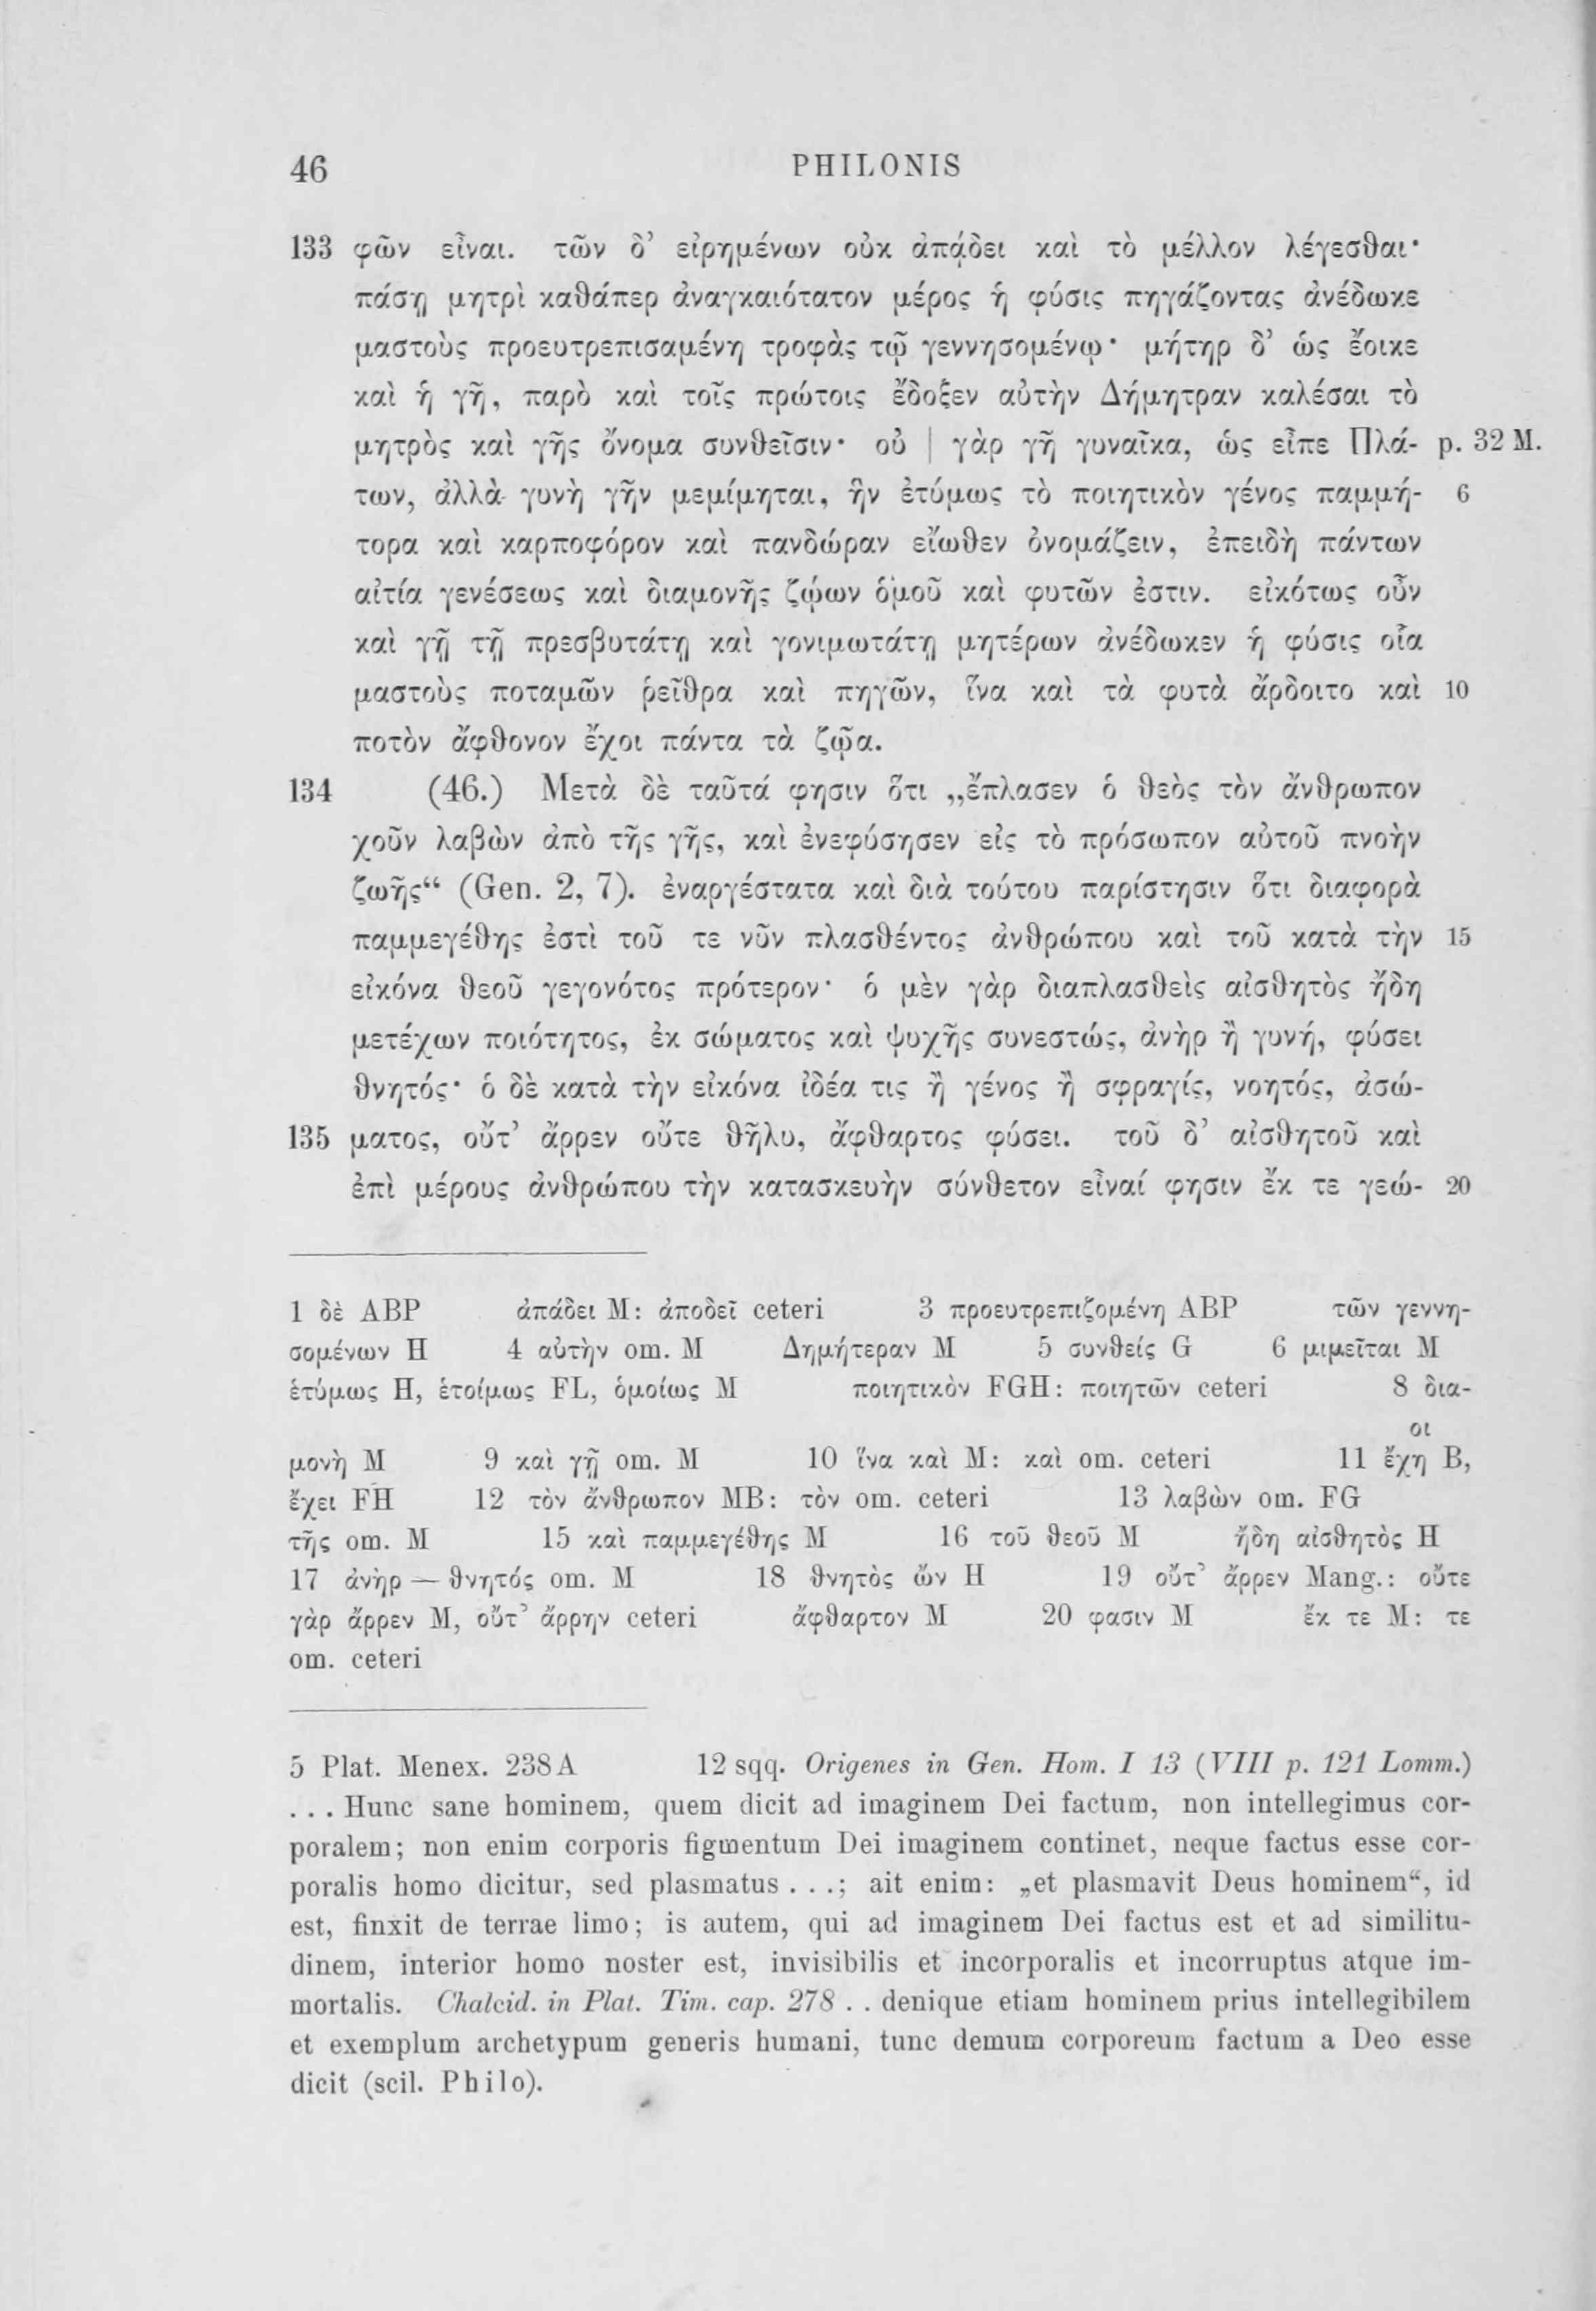 46 PHILONIS
133 φῶν εἶναι. τῶν δ’ εἰρημένων οὐκ ἀπᾴδει καὶ τὸ μέλλον λέγεσθαι·
πάσῃ μητρὶ καθάπερ ἀναγκαιότατον μέρος ἡ φύσις πηγάζοντας ἀνέδωκε
μαστοὺς προευτρεπισαμένη τροφὰς τῷ γεννησομένῳ· μήτηρ δ’ ὡς ἔοικε
καὶ ἡ γῆ, παρὸ καὶ τοῖς πρώτοις ἔδοξεν αὐτὴν Δήμητραν καλέσαι τὸ
μητρὸς καὶ γῆς ὄνομα συνθεῖσιν· οὐ | γὰρ γῆ γυναῖκα, ὡς εἶπε Πλά- p. 32 M.
των, ἀλλὰ γυνὴ γῆν μεμίμηται, ἣν ἐτύμως τὸ ποιητικὸν γένος παμμή- 6
τορα καὶ καρποφόρον καὶ πανδώραν εἴωθεν ὀνομάζειν, ἐπειδὴ πάντων
αἰτία γενέσεως καὶ διαμονῆς ζῴων ὁμοῦ καὶ φυτῶν ἐστιν. εἰκότως οὖν
καὶ γῇ τῇ πρεσβυτάτῃ καὶ γονιμωτάτῃ μητέρων ἀνέδωκεν ἡ φύσις οἷα
μαστοὺς ποταμῶν ῥεῖθρα καὶ πηγῶν, ἵνα καὶ τὰ φυτὰ ἄρδοιτο καὶ 10
ποτὸν ἄφθονον ἔχοι πάντα τὰ ζῷα.
134 (46.) Μετὰ δὲ ταῦτά φησιν ὅτι „ἔπλασεν ὁ θεὸς τὸν ἄνθρωπον
χοῦν λαβὼν ἀπὸ τῆς γῆς, καὶ ἐνεφύσησεν εἰς τὸ πρόσωπον αὐτοῦ πνοὴν
ζωῆς“ (Gen. 2, 7). ἐναργέστατα καὶ διὰ τούτου παρίστησιν ὅτι διαφορὰ
παμμεγέθης ἐστὶ τοῦ τε νῦν πλασθέντος ἀνθρώπου καὶ τοῦ κατὰ τὴν 15
εἰκόνα θεοῦ γεγονότος πρότερον· ὁ μὲν γὰρ διαπλασθεὶς αἰσθητὸς ἤδη
μετέχων ποιότητος, ἐκ σώματος καὶ ψυχῆς συνεστώς, ἀνὴρ ἢ γυνή, φύσει
θνητός· ὁ δὲ κατὰ τὴν εἰκόνα ἰδέα τις ἢ γένος ἢ σφραγίς, νοητός, ἀσώ-
135 ματος, οὔτ’ ἄρρεν οὔτε θῆλυ, ἄφθαρτος φύσει. τοῦ δ’ αἰσθητοῦ καὶ
ἐπὶ μέρους ἀνθρώπου τὴν κατασκευὴν σύνθετον εἶναί φησιν ἔκ τε γεώ- 20
1 δὲ ABP ἀπάδει M: ἀποδεῖ ceteri 3 προευτρεπιζομένη ABP τῶν γεννη-
σομένων H 4 αὐτὴν om. M Δημήτεραν M 5 συνθείς G 6 μιμεῖται M
ἑτύμως H, ἑτοίμως FL, ὁμοίως M ποιητικὸν FGH: ποιητῶν ceteri 8 δια-
οι
μονὴ M 9 καὶ γῇ om. M 10 ἵνα καὶ M: καὶ om. ceteri 11 ἔχη B,
ἔχει FH 12 τὸν ἄνθρωπον MB: τὸν om. ceteri 13 λαβὼν om. FG
τῆς om. M 15 καὶ παμμεγέθης M 16 τοῦ θεοῦ M ἤδη αἰσθητὸς H
17 ἀνὴρ — θνητός om. M 18 θνητὸς ὤν H 19 οὔτ’ ἄρρεν Mang.: οὔτε
γὰρ ἄρρεν M, οὔτ’ ἄρρην ceteri ἄφθαρτον M 20 φασιν M ἔκ τε M: τε
om. ceteri
5 Plat. Menex. 238A 12 sqq. Origenes in Gen. Hom. I 13 (VIII p. 121 Lomm.)
... Hunc sane hominem, quem dicit ad imaginem Dei factum, non intellegimus cor-
poralem; non enim corporis figmentum Dei imaginem continet, neque factus esse cor-
poralis homo dicitur, sed plasmatus ...; ait enim: „et plasmavit Deus hominem“, id
est, finxit de terrae limo; is autem, qui ad imaginem Dei factus est et ad similitu-
dinem, interior homo noster est, invisibilis et incorporalis et incorruptus atque im-
mortalis. Chalcid. in Plat. Tim. cap. 278 . . denique etiam hominem prius intellegibilem
et exemplum archetypum generis humani, tunc demum corporeum factum a Deo esse
dicit (scil. Philo).